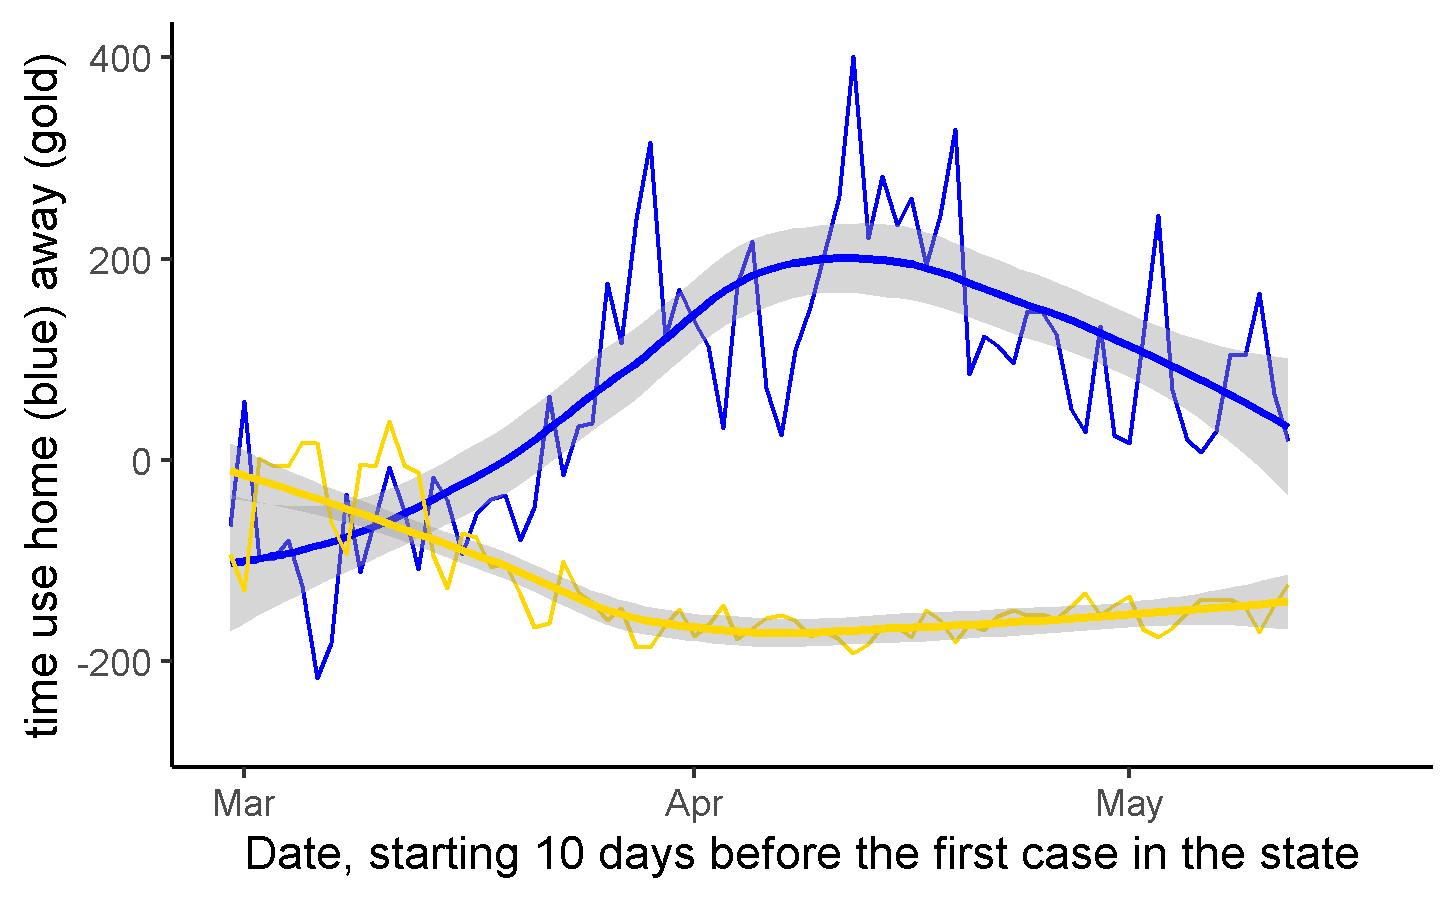 time use home (blue) away (gold)
400
200
0
-200
Mar
Apr
May
Date, starting 10 days before the first case in the state